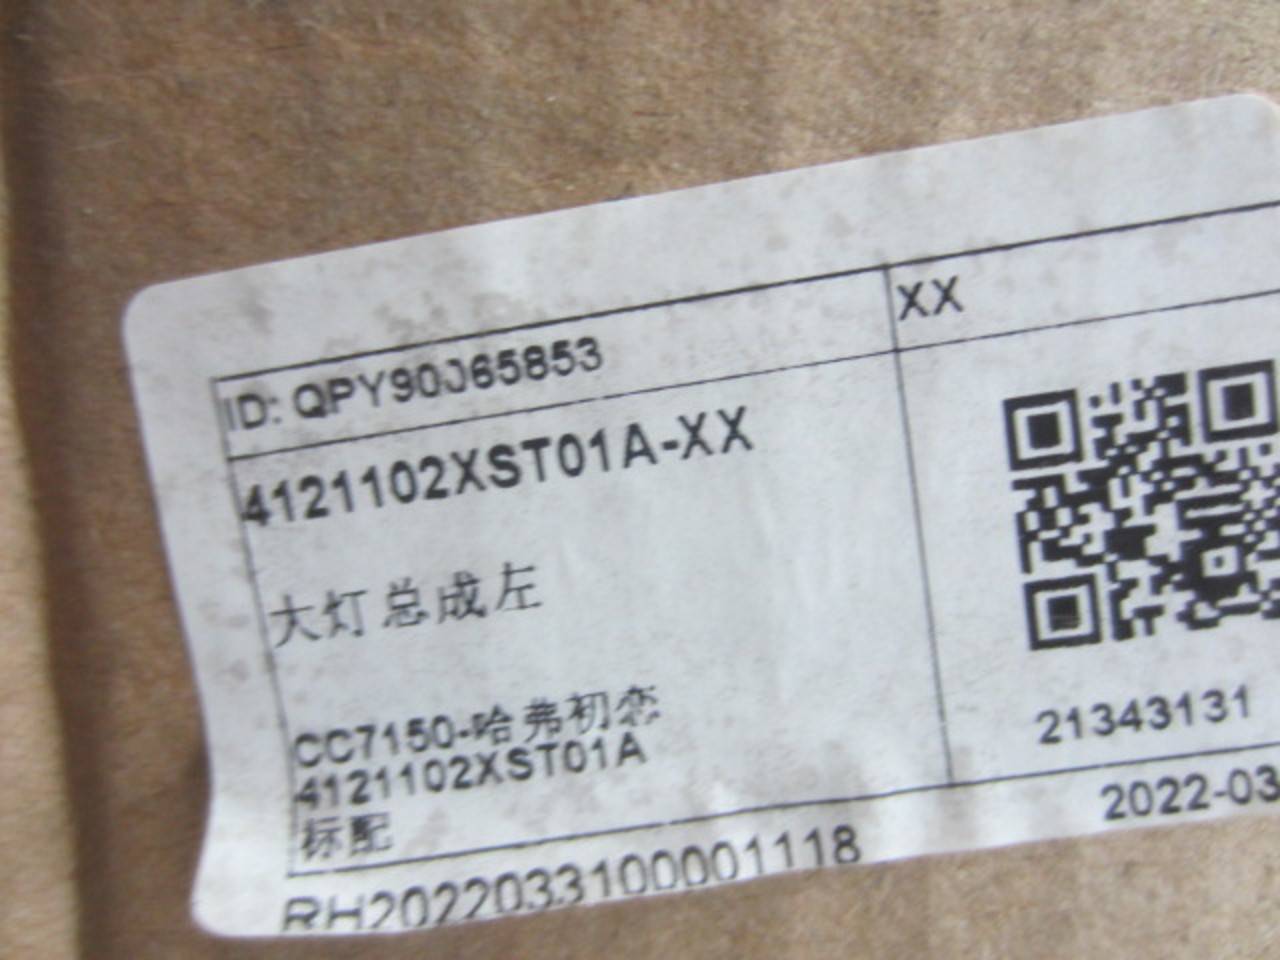 ID: QPY90J65853
XX
4121102XST01A-XX
大灯总成左
CC7150-哈弗初恋
4121102XST01A
标配
21343131
2022-03
RH2022033100001118